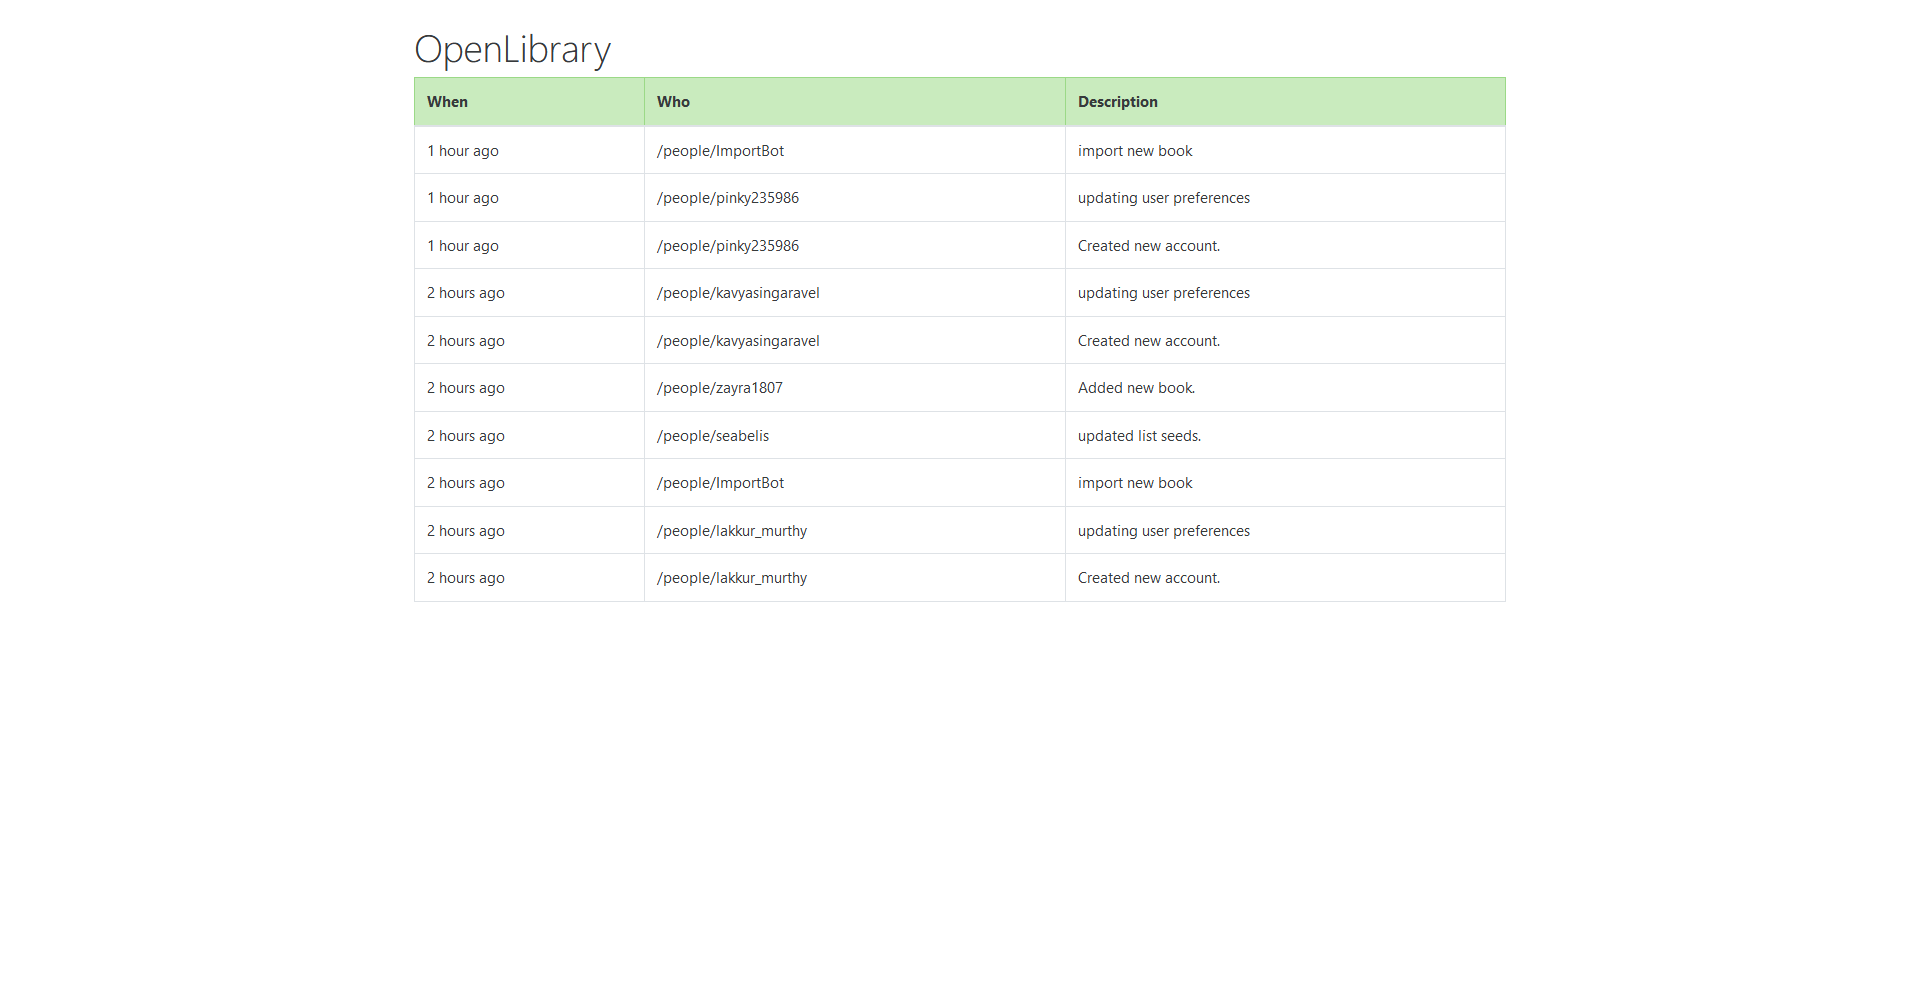 OpenLibrary
When Who Description
1 hour ago /people/ImportBot import new book
1 hour ago /people/pinky235986 updating user preferences
1 hour ago /people/pinky235986 Created new account.
2 hours ago /people/kavyasingaravel updating user preferences
2 hours ago /people/kavyasingaravel Created new account.
2 hours ago /people/zayra1807 Added new book.
2 hours ago /people/seabelis updated list seeds.
2 hours ago /people/ImportBot import new book
2 hours ago /people/lakkur_murthy updating user preferences
2 hours ago /people/lakkur_murthy Created new account.